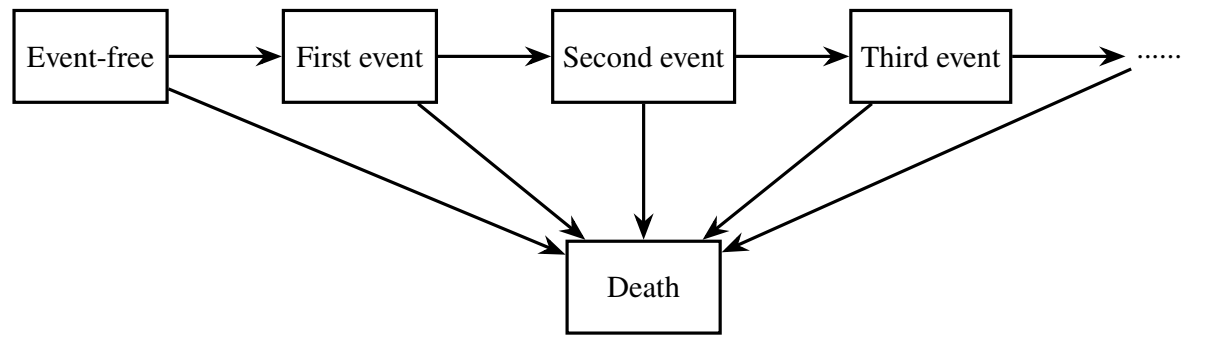 Event-free
First event
Second event
Third event
......
Death